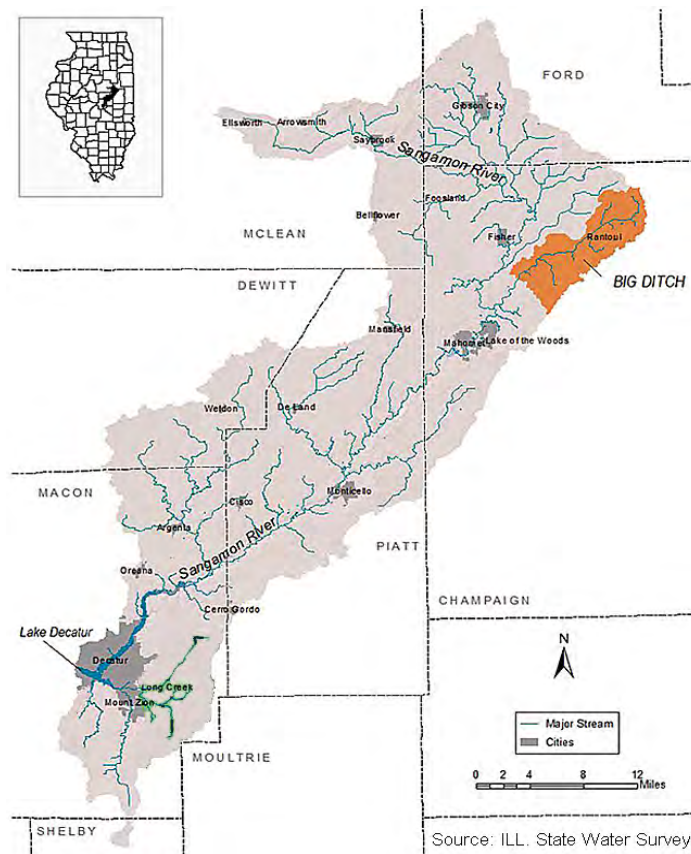 FORD
Gibson City
Ellsworth
Arrowsmith
Saybrook
Sangamon River
Foosland
Bellflower
MCLEAN
Fisher
Rantoul
BIG DITCH
DEWITT
Mansfield
Mahomet
Lake of the Woods
Weldon
De Land
MACON
Cisco
Monticello
Argenta
Sangamon River
PIATT
Oreana
CHAMPAIGN
Cerro Gordo
Lake Decatur
Decatur
Long Creek
Mount Zion
MOULTRIE
SHELBY
N
Major Stream
Cities
0 2 4 8 12
Miles
Source: ILL. State Water Survey